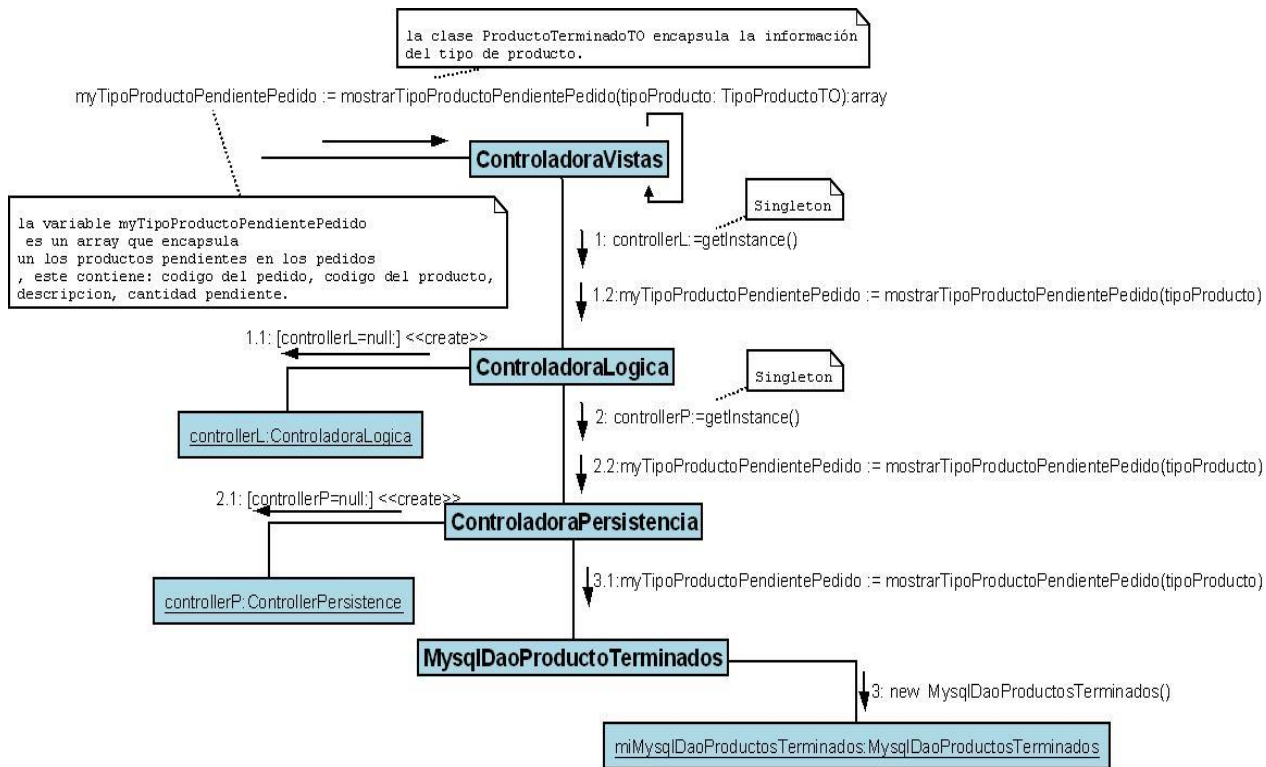 la clase ProductoTerminadoTO encapsula la información
del tipo de producto.
myTipoProductoPendientePedido := mostrarTipoProductoPendientePedido(tipoProducto: TipoProductoTO):array
ControladoraVistas
la variable myTipoProductoPendientePedido
es un array que encapsula
un los productos pendientes en los pedidos
, este contiene: codigo del pedido, codigo del producto,
descripcion, cantidad pendiente.
Singleton
1: controllerL:=getInstance()
1.2:myTipoProductoPendientePedido := mostrarTipoProductoPendientePedido(tipoProducto)
1.1: [controllerL=null:] <<create>>
ControladoraLogica
Singleton
controllerL:ControladoraLogica
2: controllerP:=getInstance()
2.2:myTipoProductoPendientePedido := mostrarTipoProductoPendientePedido(tipoProducto)
2.1: [controllerP=null:] <<create>>
ControladoraPersistencia
3.1:myTipoProductoPendientePedido := mostrarTipoProductoPendientePedido(tipoProducto)
controllerP:ControllerPersistence
MysqlDaoProductoTerminados
3: new MysqlDaoProductosTerminados()
miMysqlDaoProductosTerminados:MysqlDaoProductosTerminados